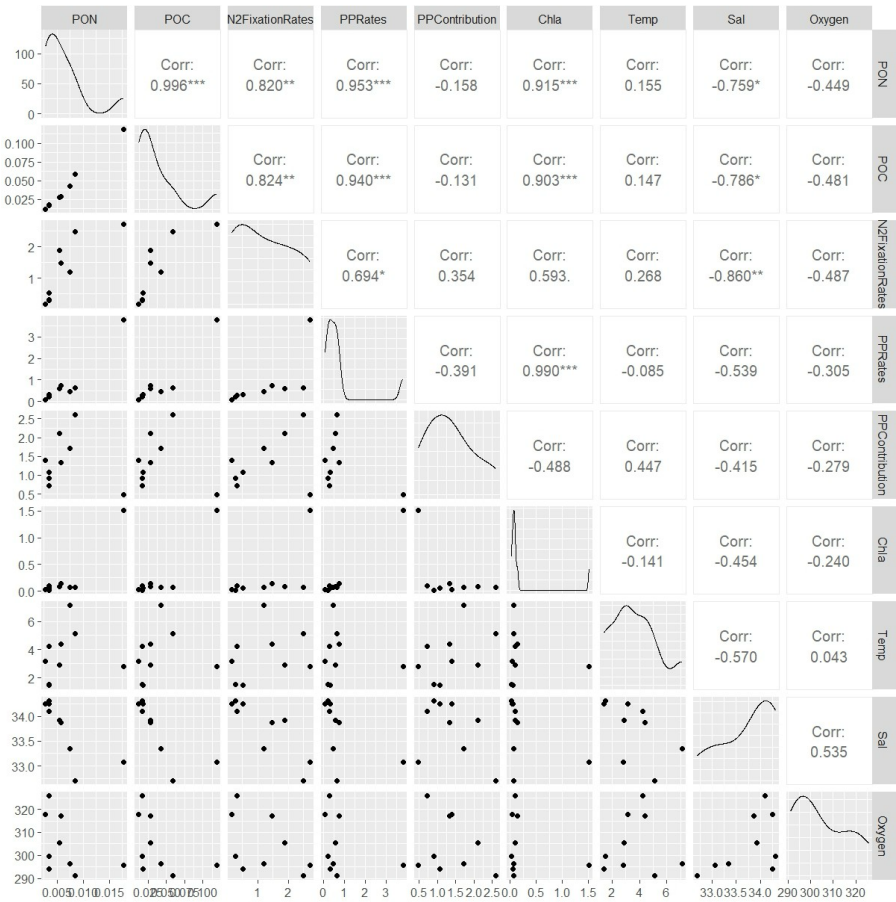 PON POC N2FixationRates PPRates PPContribution Chla Temp Sal Oxygen
100
50
0
Corr: Corr: Corr: Corr: Corr: Corr: Corr: Corr:
0.996*** 0.820** 0.953*** -0.158 0.915*** 0.155 -0.759* -0.449
PON
0.100
0.075
0.050
0.025
Corr: Corr: Corr: Corr: Corr: Corr: Corr:
0.824** 0.940*** -0.131 0.903*** 0.147 -0.786* -0.481
POC
2
1
Corr: Corr: Corr: Corr: Corr: Corr:
0.694* 0.354 0.593. 0.268 -0.860** -0.487
N2FixationRates
3
2
1
0
Corr: Corr: Corr: Corr: Corr:
-0.391 0.990*** -0.085 -0.539 -0.305
PPRates
2.5
2.0
1.5
1.0
0.5
Corr: Corr: Corr: Corr:
-0.488 0.447 -0.415 -0.279
PPContribution
1.5
1.0
0.5
0.0
Corr: Corr: Corr:
-0.141 -0.454 -0.240
Chla
6
4
2
Corr: Corr:
-0.570 0.043
Temp
34.0
33.5
33.0
Corr:
0.535
Sal
320
310
300
290
Oxygen
0.005 0.010 0.015 0.025 0.050 0.075 0.100 1 2 0 1 2 3 0.5 1.0 1.5 2.0 2.5 0.0 0.5 1.0 1.5 2 4 6 33.0 33.5 34.0 290 300 310 320